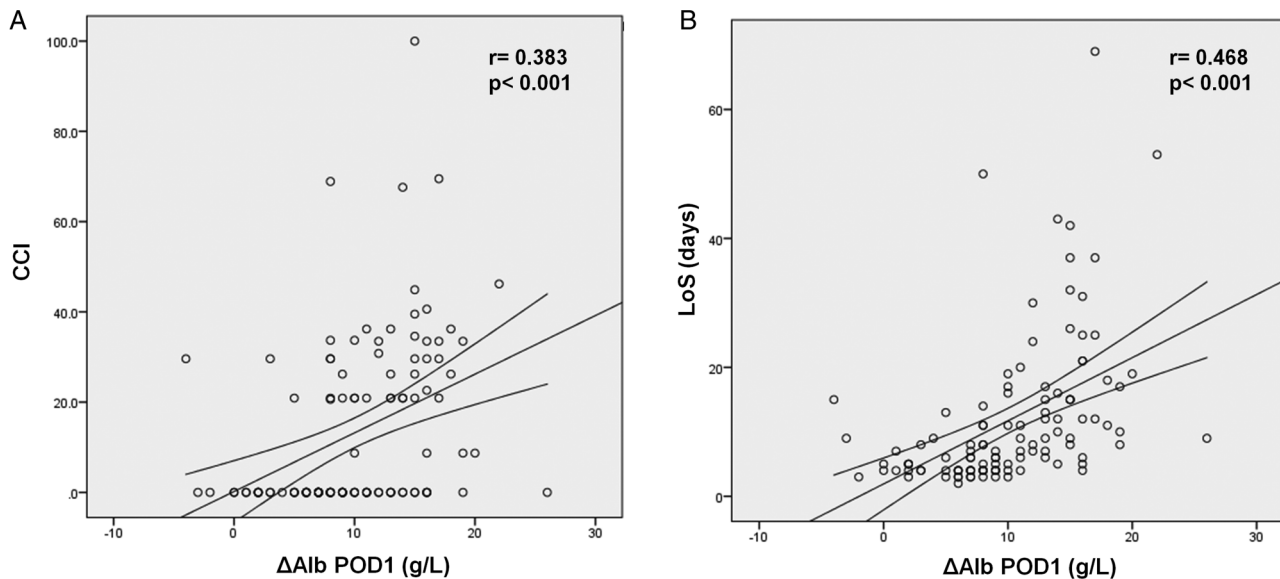 A
r= 0.383
p< 0.001
100.0
80.0
60.0
40.0
20.0
.0
CCI
-10 0 10 20 30
ΔAlb POD1 (g/L)
B
r= 0.468
p< 0.001
60
40
20
0
LoS (days)
-10 0 10 20 30
ΔAlb POD1 (g/L)